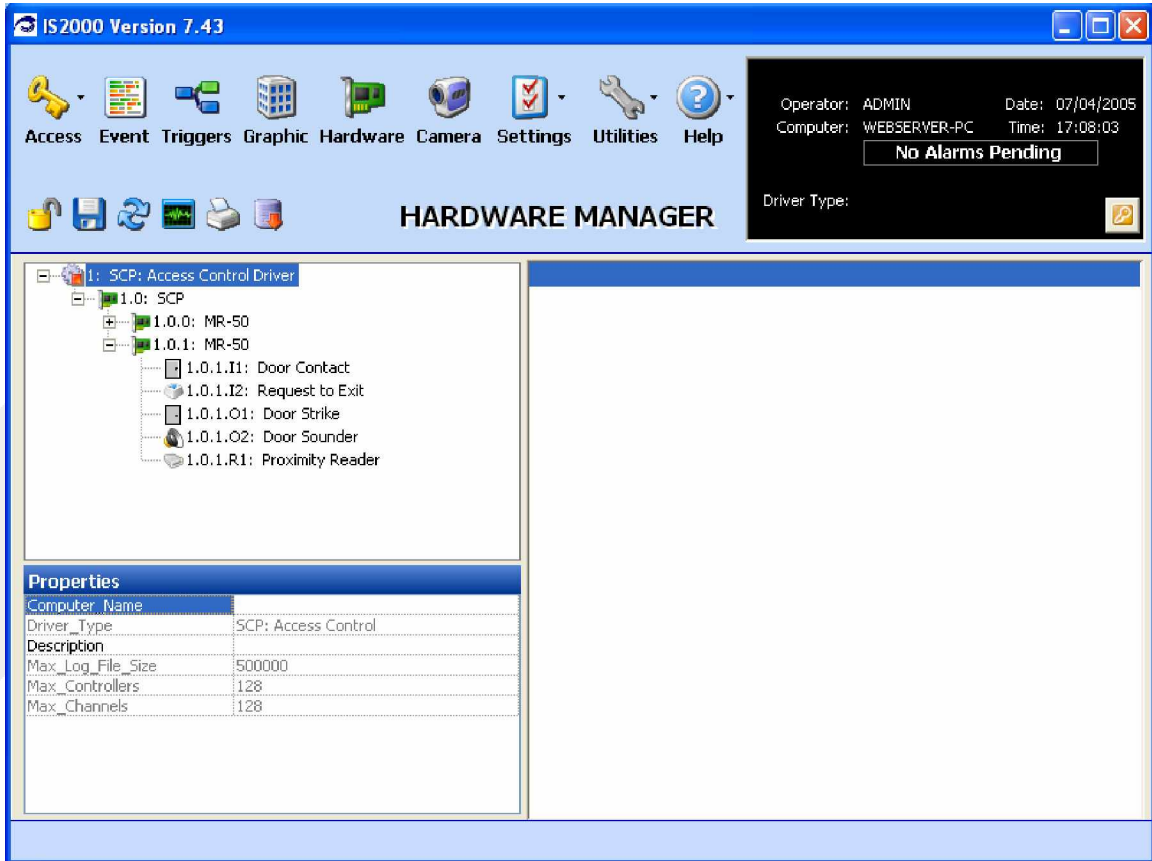 IS2000 Version 7.43
Access Event Triggers Graphic Hardware Camera Settings Utilities Help
Operator: ADMIN Date: 07/04/2005
Computer: WEBSERVER-PC Time: 17:08:03
No Alarms Pending
Driver Type:
HARDWARE MANAGER
1: SCP: Access Control Driver
1.0: SCP
1.0.0: MR-50
1.0.1: MR-50
1.0.1.I1: Door Contact
1.0.1.I2: Request to Exit
1.0.1.O1: Door Strike
1.0.1.O2: Door Sounder
1.0.1.R1: Proximity Reader
Properties
Computer_Name
Driver_Type SCP: Access Control
Description
Max_Log_File_Size 500000
Max_Controllers 128
Max_Channels 128